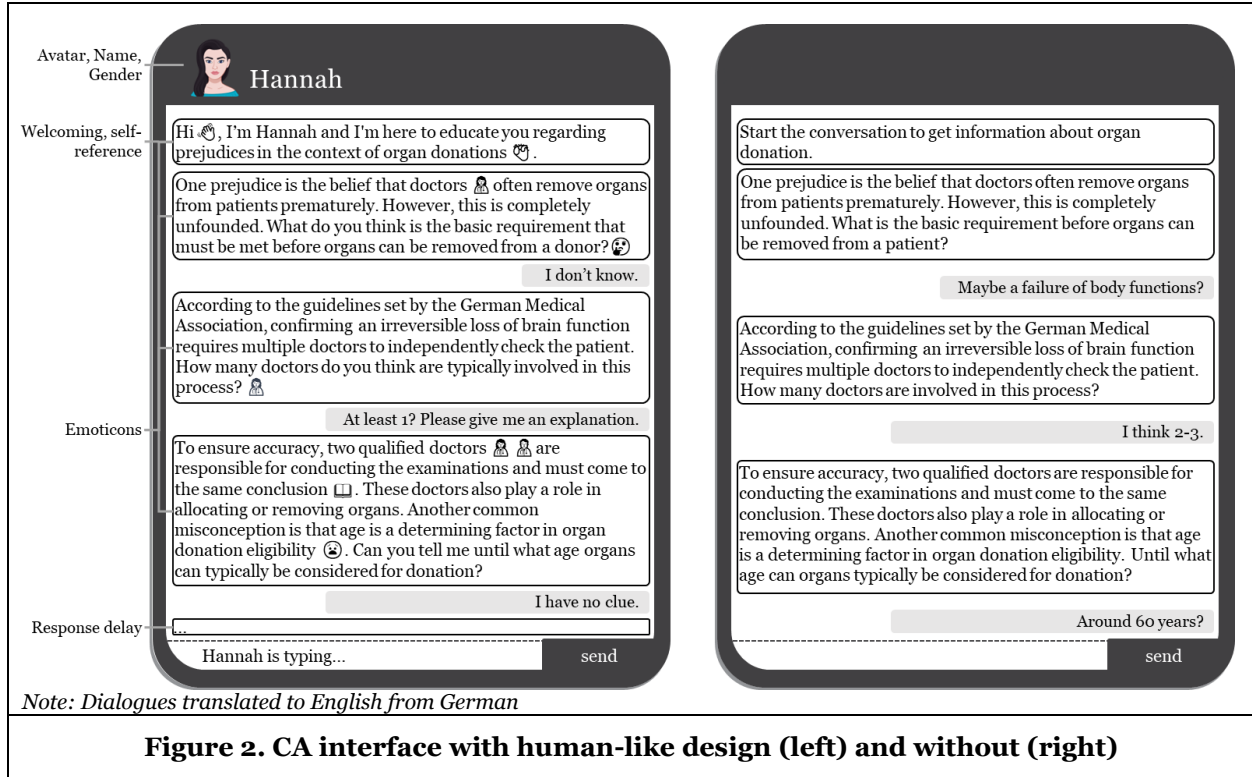 Avatar, Name,
Gender
Hannah
Welcoming, self-
reference
Hi 👋, I'm Hannah and I'm here to educate you regarding
prejudices in the context of organ donations.
One prejudice is the belief that doctors often remove organs
from patients prematurely. However, this is completely
unfounded. What do you think is the basic requirement that
must be met before organs can be removed from a donor?
I don't know.
According to the guidelines set by the German Medical
Association, confirming an irreversible loss of brain function
requires multiple doctors to independently check the patient.
How many doctors do you think are typically involved in this
process?
At least 1? Please give me an explanation.
Emoticons
To ensure accuracy, two qualified doctors are
responsible for conducting the examinations and must come to
the same conclusion. These doctors also play a role in
allocating or removing organs. Another common
misconception is that age is a determining factor in organ
donation eligibility. Can you tell me until what age organs
can typically be considered for donation?
I have no clue.
Response delay
...
Hannah is typing...
send
Start the conversation to get information about organ
donation.
One prejudice is the belief that doctors often remove organs
from patients prematurely. However, this is completely
unfounded. What is the basic requirement before organs can
be removed from a patient?
Maybe a failure of body functions?
According to the guidelines set by the German Medical
Association, confirming an irreversible loss of brain function
requires multiple doctors to independently check the patient.
How many doctors are involved in this process?
I think 2-3.
To ensure accuracy, two qualified doctors are responsible for
conducting the examinations and must come to the same
conclusion. These doctors also play a role in allocating or
removing organs. Another common misconception is that age
is a determining factor in organ donation eligibility. Until what
age can organs typically be considered for donation?
Around 60 years?
send
Note: Dialogues translated to English from German
Figure 2. CA interface with human-like design (left) and without (right)